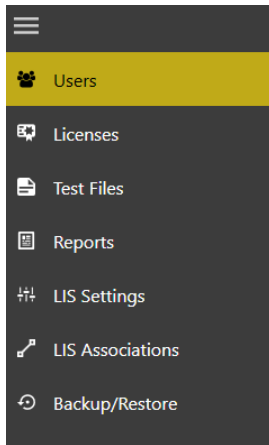 Users
Licenses
Test Files
Reports
LIS Settings
LIS Associations
Backup/Restore